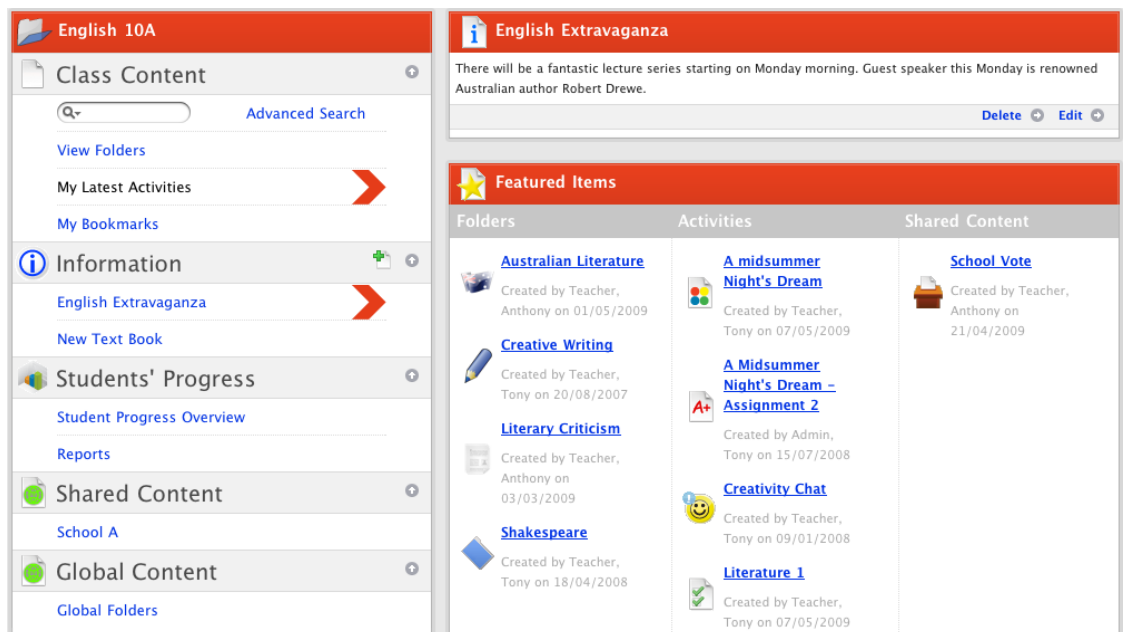 English 10A
Class Content
Advanced Search
View Folders
My Latest Activities
My Bookmarks
Information
English Extravaganza
New Text Book
Students' Progress
Student Progress Overview
Reports
Shared Content
School A
Global Content
Global Folders
English Extravaganza
There will be a fantastic lecture series starting on Monday morning. Guest speaker this Monday is renowned
Australian author Robert Drewe.
Delete Edit
Featured Items
Folders
Australian Literature
Created by Teacher,
Anthony on 01/05/2009
Creative Writing
Created by Teacher,
Tony on 20/08/2007
Literary Criticism
Created by Teacher,
Anthony on
03/03/2009
Shakespeare
Created by Teacher,
Tony on 18/04/2008
Activities
A midsummer
Night's Dream
Created by Teacher,
Tony on 07/05/2009
A+
A Midsummer
Night's Dream –
Assignment 2
Created by Admin,
Tony on 15/07/2008
Creativity Chat
Created by Teacher,
Tony on 09/01/2008
Literature 1
Created by Teacher,
Tony on 07/05/2009
Shared Content
School Vote
Created by Teacher,
Anthony on
21/04/2009